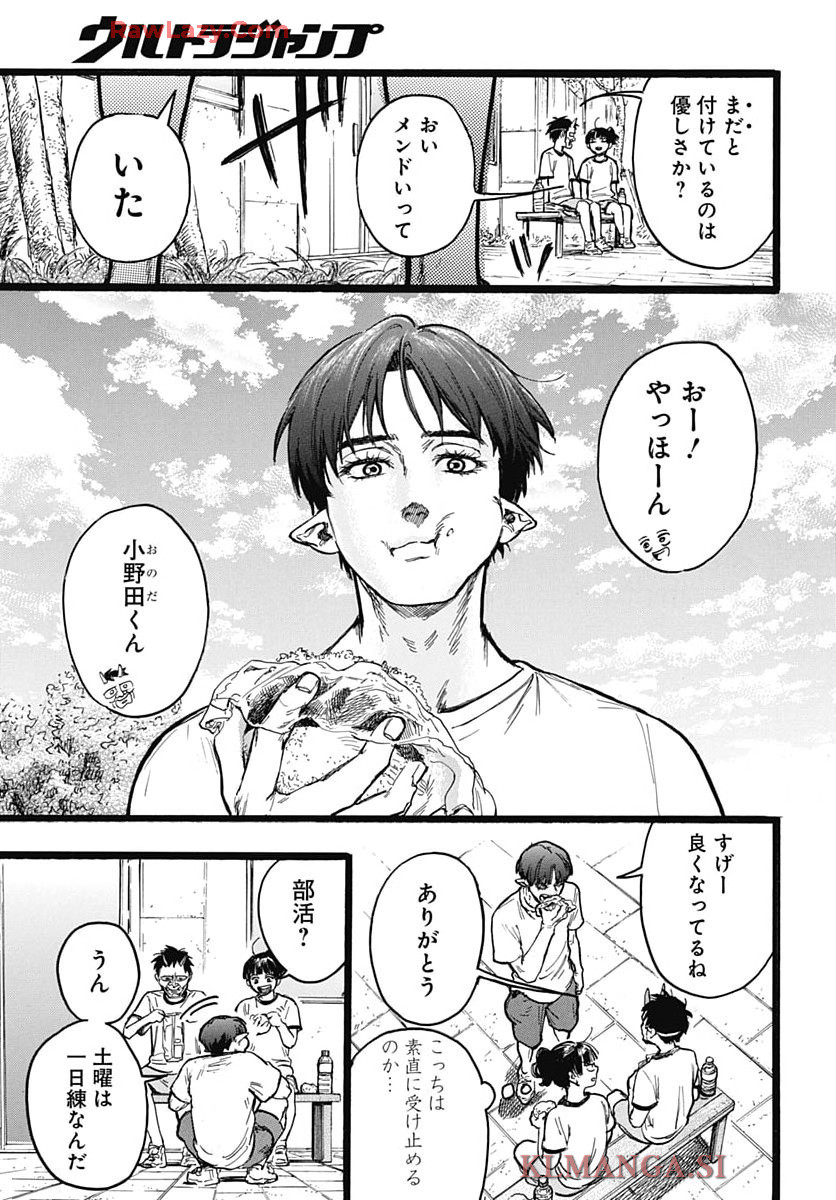 ウルトラジャンプ
RawLazy.Com
まだと
付けているのは
優しさか？
おい
メンドいって
ガヅ
いた
おー！
やっほーん
小野田くん
おのだ
すげー
良くなってるね
ありがとう
こっちは
素直に受け止める
のか…
部活？
うん
土曜は
一日練なんだ
KLMANGA.SI